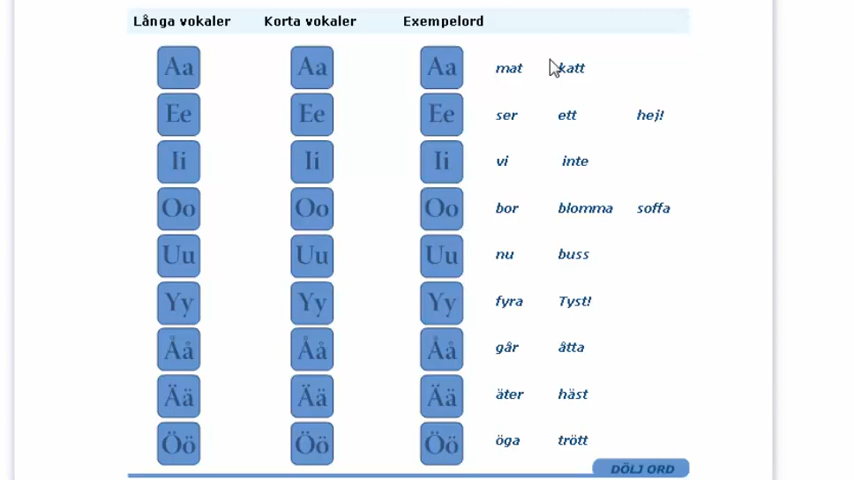 Långa vokaler Korta vokaler Exempelord
Aa Aa Aa mat katt
Ee Ee Ee ser ett hej!
Ii Ii Ii vi inte
Oo Oo Oo bor blomma soffa
Uu Uu Uu nu buss
Yy Yy Yy fyra Tyst!
Åå Åå Åå går åtta
Ää Ää Ää äter häst
Öö Öö Öö öga trött
DÖLJ ORD